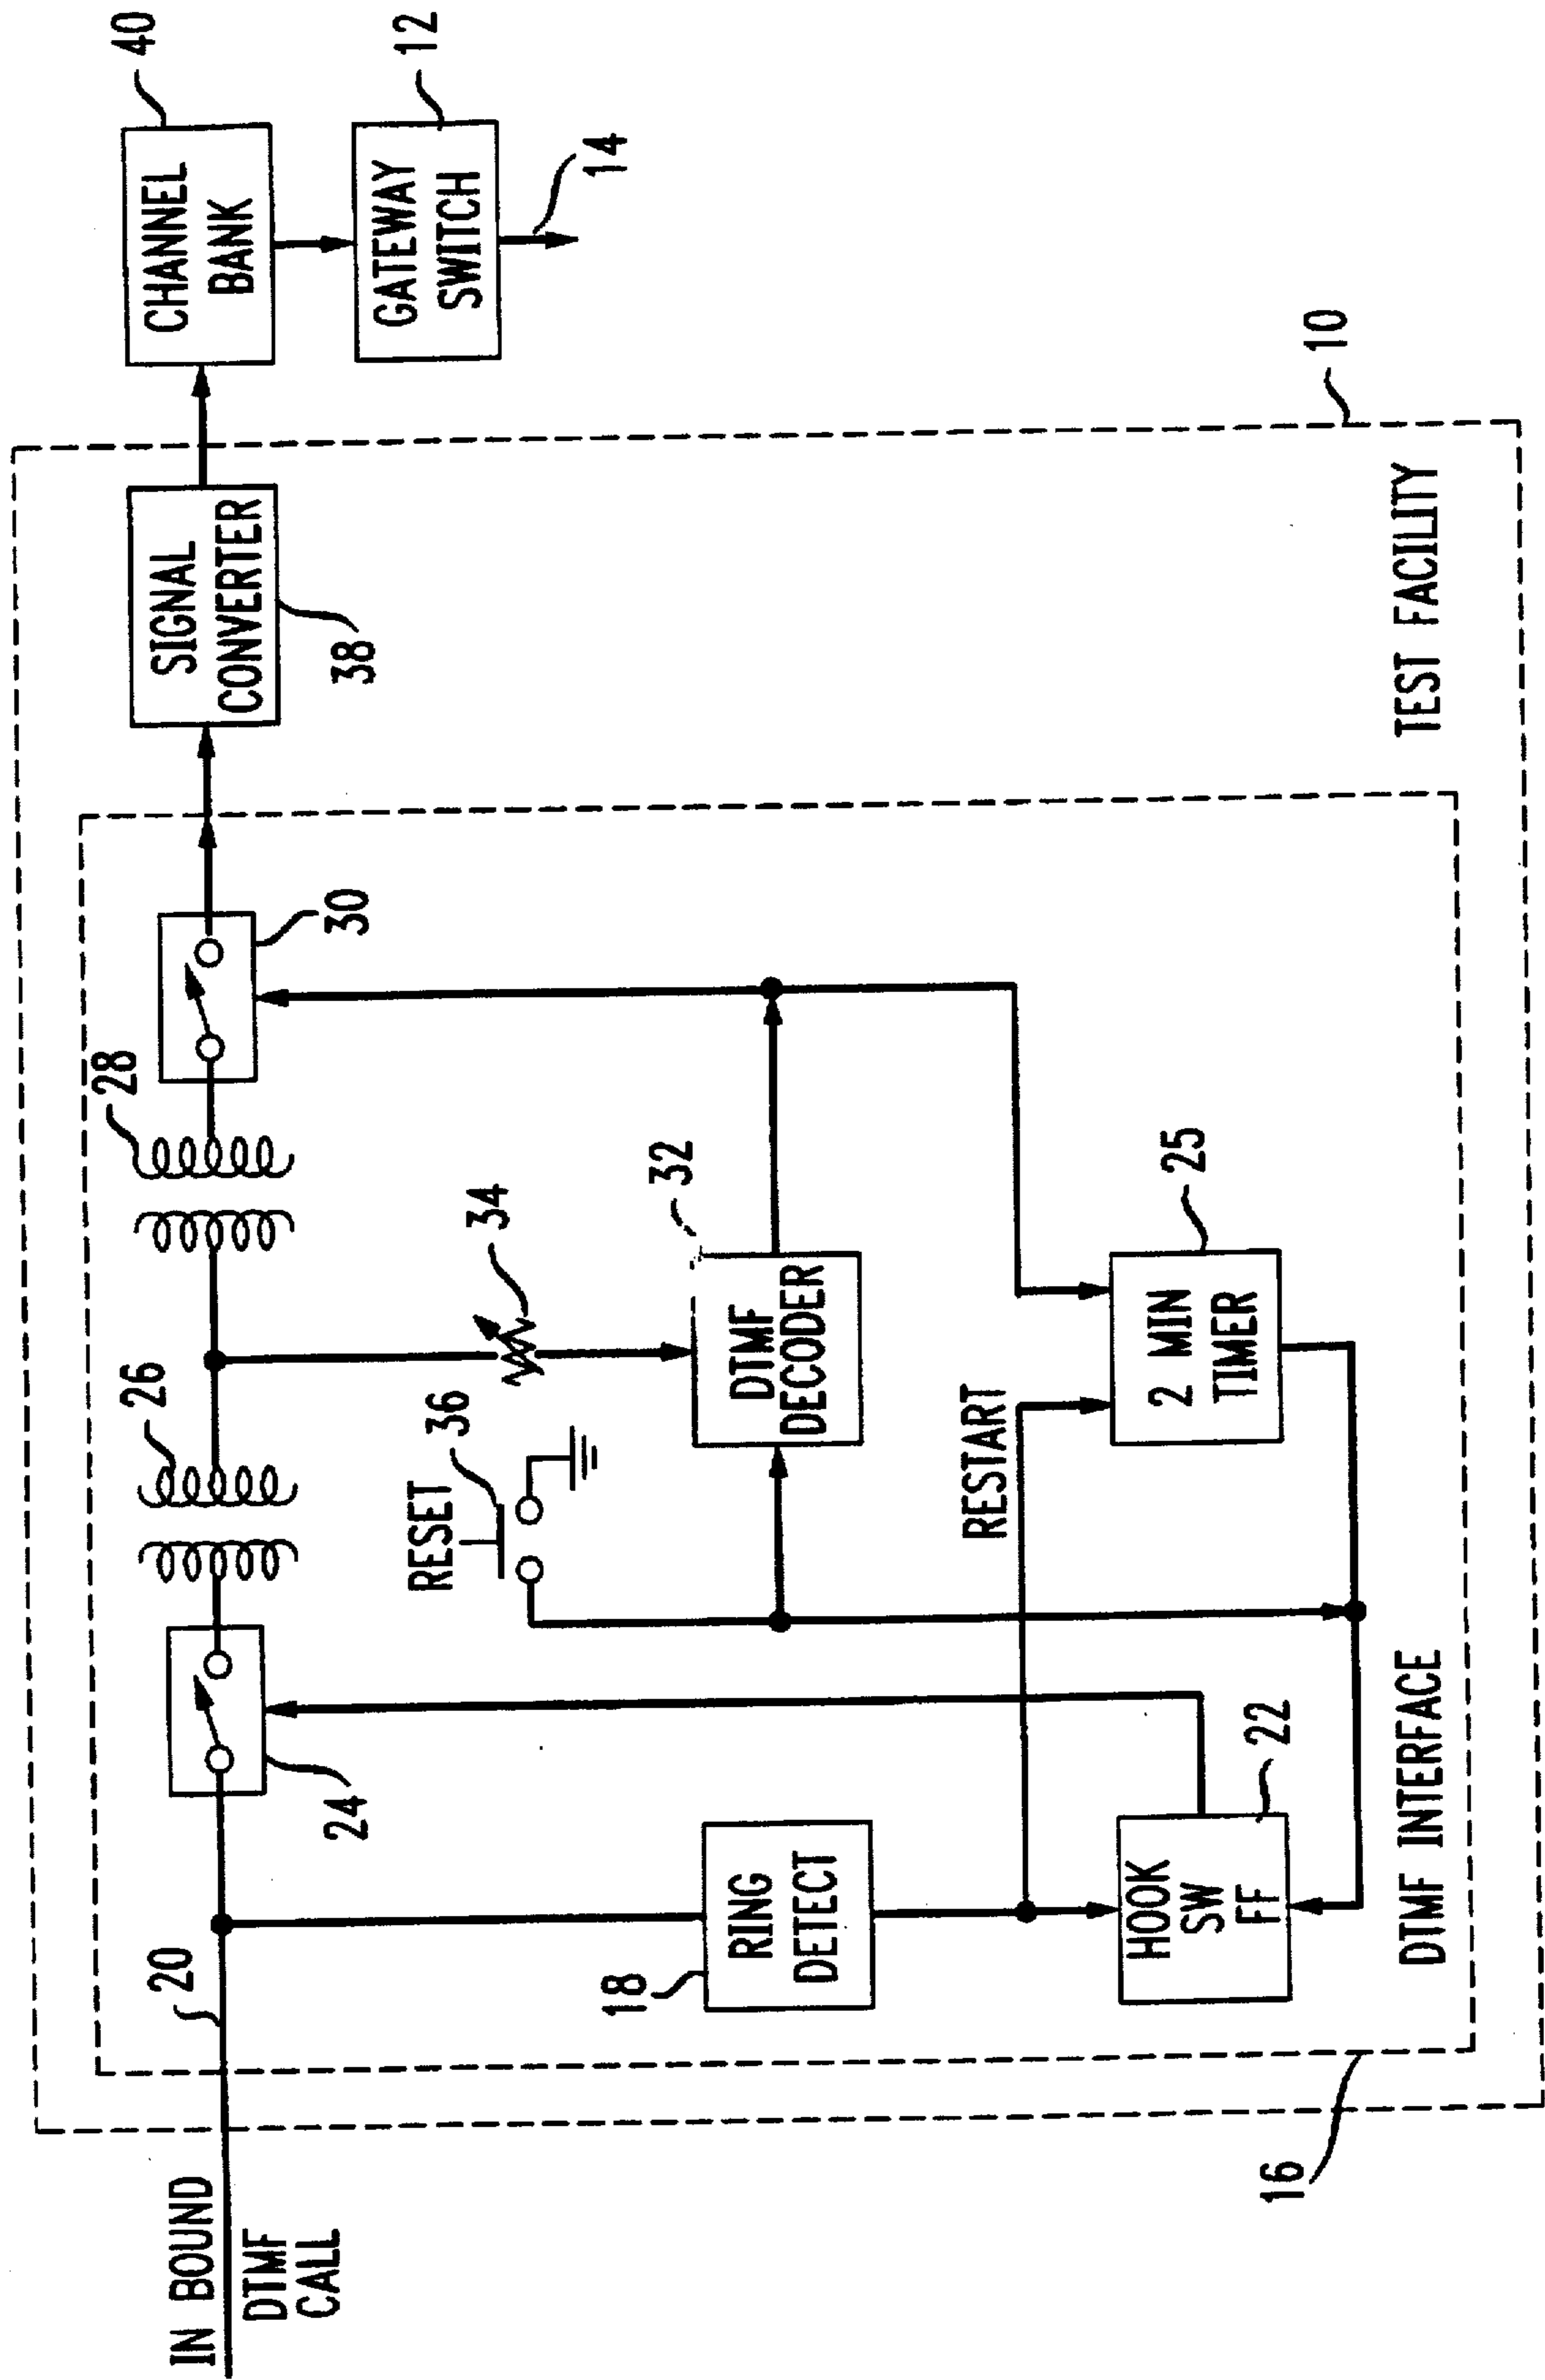 IN BOUND
DTMF
CALL
20
24
26
28
30
SIGNAL
CONVERTER
38
CHANNEL
BANK
40
GATEWAY
SWITCH
12
14
RESET
36
34
32
DTMF
DECODER
18
RING
DETECT
RESTART
25
2 MIN
TIMER
HOOK
SW
FF
22
DTMF INTERFACE
16
TEST FACILITY
10